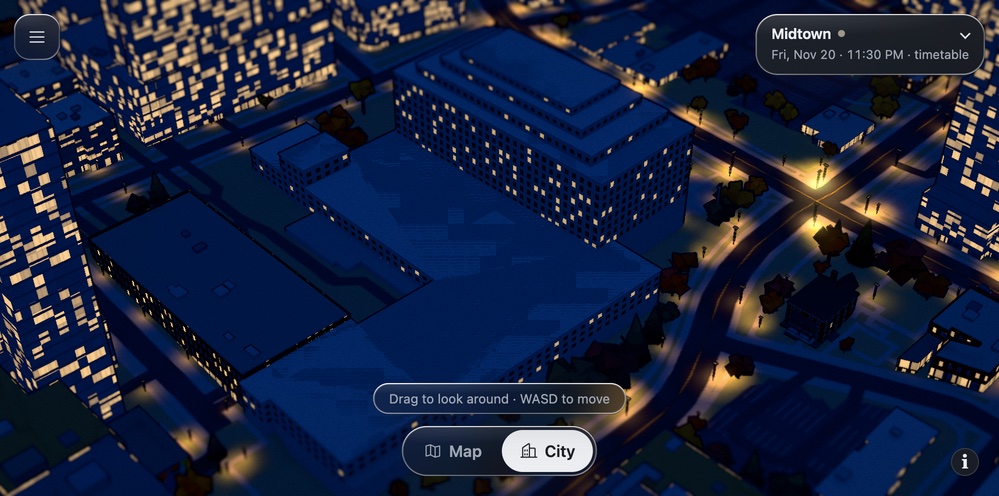 Midtown
Fri, Nov 20 · 11:30 PM · timetable
Drag to look around · WASD to move
Map
City
i